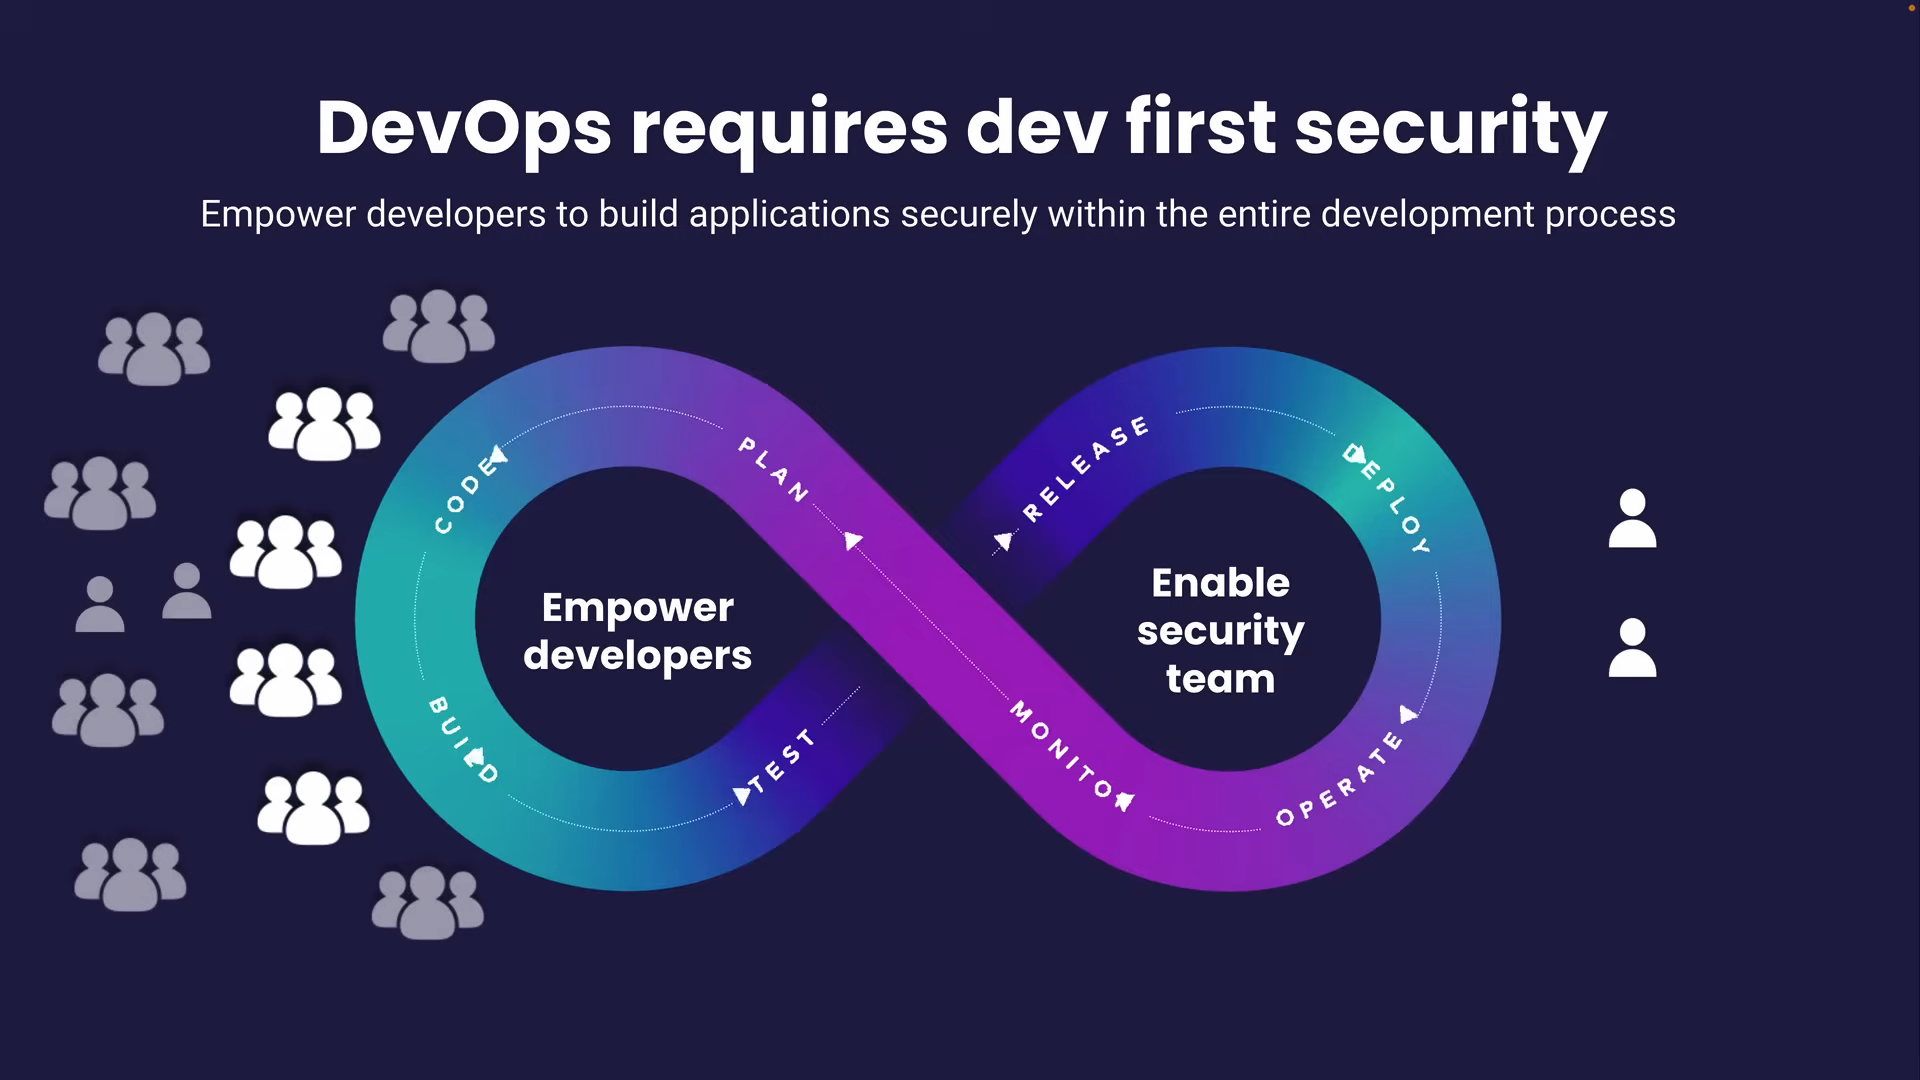 DevOps requires dev first security
Empower developers to build applications securely within the entire development process
PLAN
CODE
BUILD
TEST
RELEASE
DEPLOY
OPERATE
MONITOR
Empower
developers
Enable
security
team